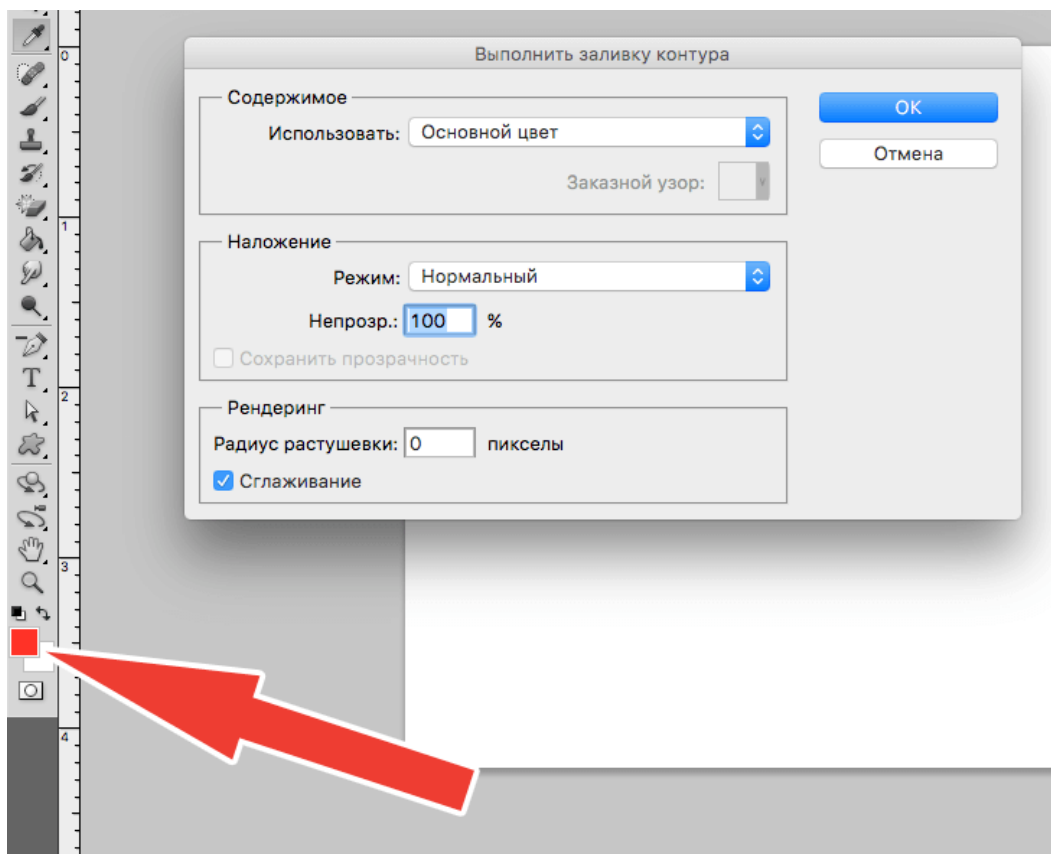 Выполнить заливку контура
Содержимое
Использовать: Основной цвет
Заказной узор:
Наложение
Режим: Нормальный
Непрозр.: 100 %
Сохранить прозрачность
Рендеринг
Радиус растушевки: 0 пикселы
Сглаживание
OK
Отмена
0
1
2
3
4
T